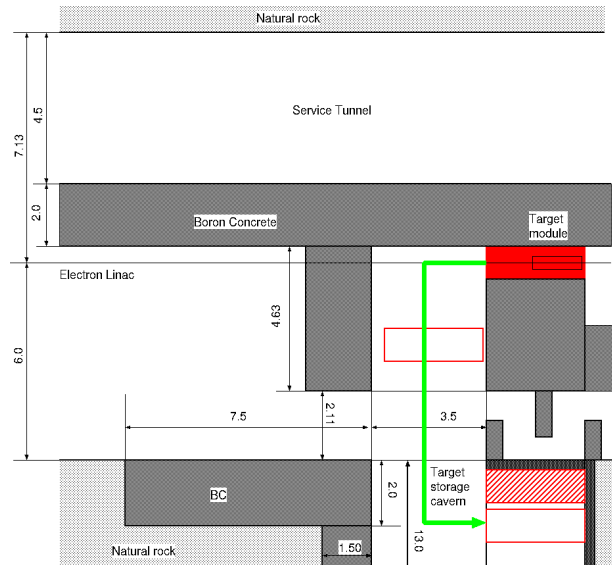 Natural rock
7.13
4.5
Service Tunnel
2.0
Boron Concrete
Target
module
Electron Linac
4.63
6.0
7.5
2.11
3.5
BC
2.0
Target
storage
cavern
Natural rock
1.50
13.0